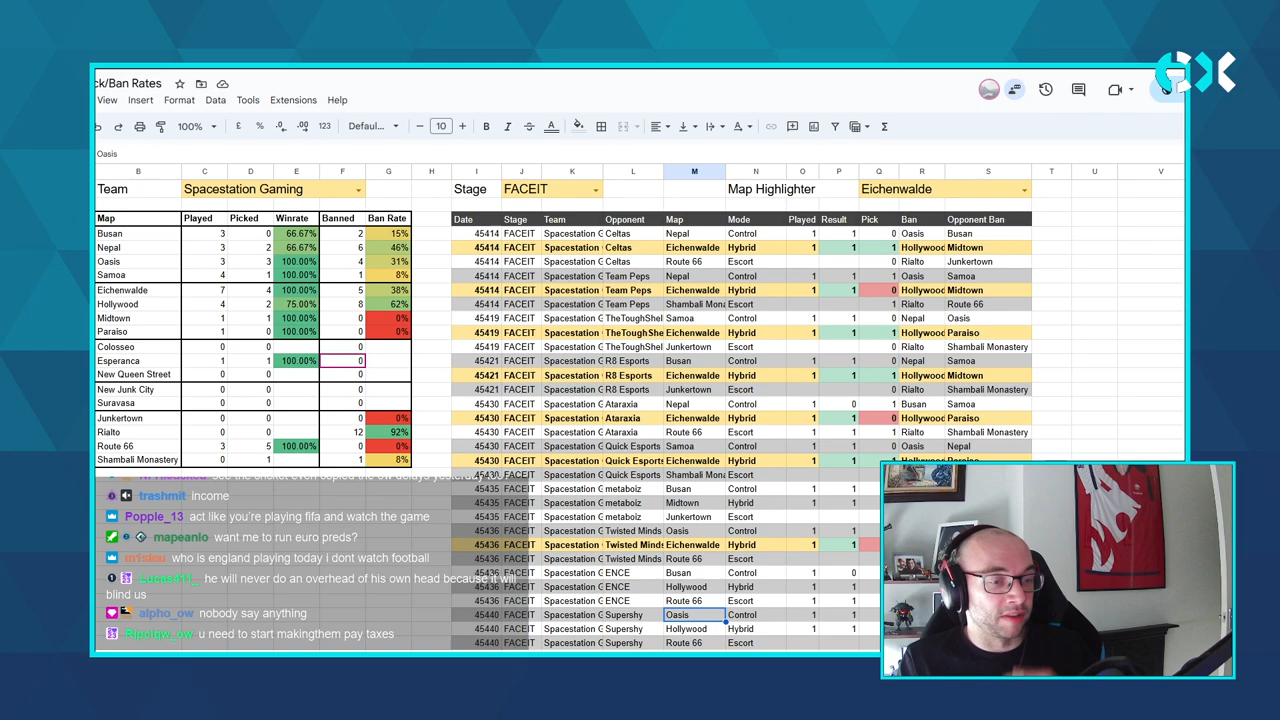 ck/Ban Rates
View Insert Format Data Tools Extensions Help
100% £ % .0 .00 123 Defaul... 10 B I A
Oasis
B C D E F G H I J K L M N O P Q R S T U V
Team Spacestation Gaming Stage FACEIT Map Highlighter Eichenwalde
Map Played Picked Winrate Banned Ban Rate
Busan 3 0 66.67% 2 15%
Nepal 3 2 66.67% 6 46%
Oasis 3 3 100.00% 4 31%
Samoa 4 1 100.00% 1 8%
Eichenwalde 7 4 100.00% 5 38%
Hollywood 4 2 75.00% 8 62%
Midtown 1 1 100.00% 0 0%
Paraiso 1 1 100.00% 0 0%
Colosseo 0 0 0
Esperanca 1 1 100.00% 0
New Queen Street 0 0 0
New Junk City 0 0 0
Suravasa 0 0 0
Junkertown 0 0 0 0%
Rialto 0 0 12 92%
Route 66 3 5 100.00% 0 0%
Shambali Monastery 0 1 1 8%
Date Stage Team Opponent Map Mode Played Result Pick Ban Opponent Ban
45414 FACEIT Spacestation G Celtas Nepal Control 1 1 0 Oasis Busan
45414 FACEIT Spacestation G Celtas Eichenwalde Hybrid 1 1 1 Hollywood Midtown
45414 FACEIT Spacestation G Celtas Route 66 Escort 0 Rialto Junkertown
45414 FACEIT Spacestation G Team Peps Nepal Control 1 1 1 Oasis Samoa
45414 FACEIT Spacestation G Team Peps Eichenwalde Hybrid 1 1 0 Hollywood Midtown
45414 FACEIT Spacestation G Team Peps Shambali Mona Escort 1 Rialto Route 66
45419 FACEIT Spacestation G TheToughShel Samoa Control 1 1 0 Nepal Oasis
45419 FACEIT Spacestation G TheToughShe Eichenwalde Hybrid 1 1 1 Hollywood Paraiso
45419 FACEIT Spacestation G TheToughShel Junkertown Escort 0 Rialto Shambali Monastery
45421 FACEIT Spacestation G R8 Esports Busan Control 1 1 0 Nepal Samoa
45421 FACEIT Spacestation G R8 Esports Eichenwalde Hybrid 1 1 1 Hollywood Midtown
45421 FACEIT Spacestation G R8 Esports Junkertown Escort 0 Rialto Shambali Monastery
45430 FACEIT Spacestation G Ataraxia Nepal Control 1 0 1 Busan Samoa
45430 FACEIT Spacestation G Ataraxia Eichenwalde Hybrid 1 1 0 Hollywood Paraiso
45430 FACEIT Spacestation G Ataraxia Route 66 Escort 1 1 1 Rialto Shambali Monastery
45430 FACEIT Spacestation G Quick Esports Samoa Control 1 1 0 Oasis Nepal
45430 FACEIT Spacestation G Quick Esports Eichenwalde Hybrid 1 1 1 Hollywood Paraiso
FACEIT Spacestation G Quick Esports Shambali Mona Escort
45435 FACEIT Spacestation G metaboiz Busan Control 1 1
45435 FACEIT Spacestation G metaboiz Midtown Hybrid 1 1
45435 FACEIT Spacestation G metaboiz Junkertown Escort
45436 FACEIT Spacestation G Twisted Minds Oasis Control 1 1
45436 FACEIT Spacestation G Twisted Minds Eichenwalde Hybrid 1 1
45436 FACEIT Spacestation G Twisted Minds Route 66 Escort
45436 FACEIT Spacestation G ENCE Busan Control 1 0
45436 FACEIT Spacestation G ENCE Hollywood Hybrid 1 1
45436 FACEIT Spacestation G ENCE Route 66 Escort 1 1
45440 FACEIT Spacestation G Supershy Oasis Control 1 1
45440 FACEIT Spacestation G Supershy Hollywood Hybrid 1 1
45440 FACEIT Spacestation G Supershy Route 66 Escort
trashmit income
Popple_13 act like you're playing fifa and watch the game
mapeanlo want me to run euro preds?
m1sieu who is england playing today i dont watch football
Lucas411_ he will never do an overhead of his own head because it will
blind us
alpho_ow nobody say anything
u need to start makingthem pay taxes